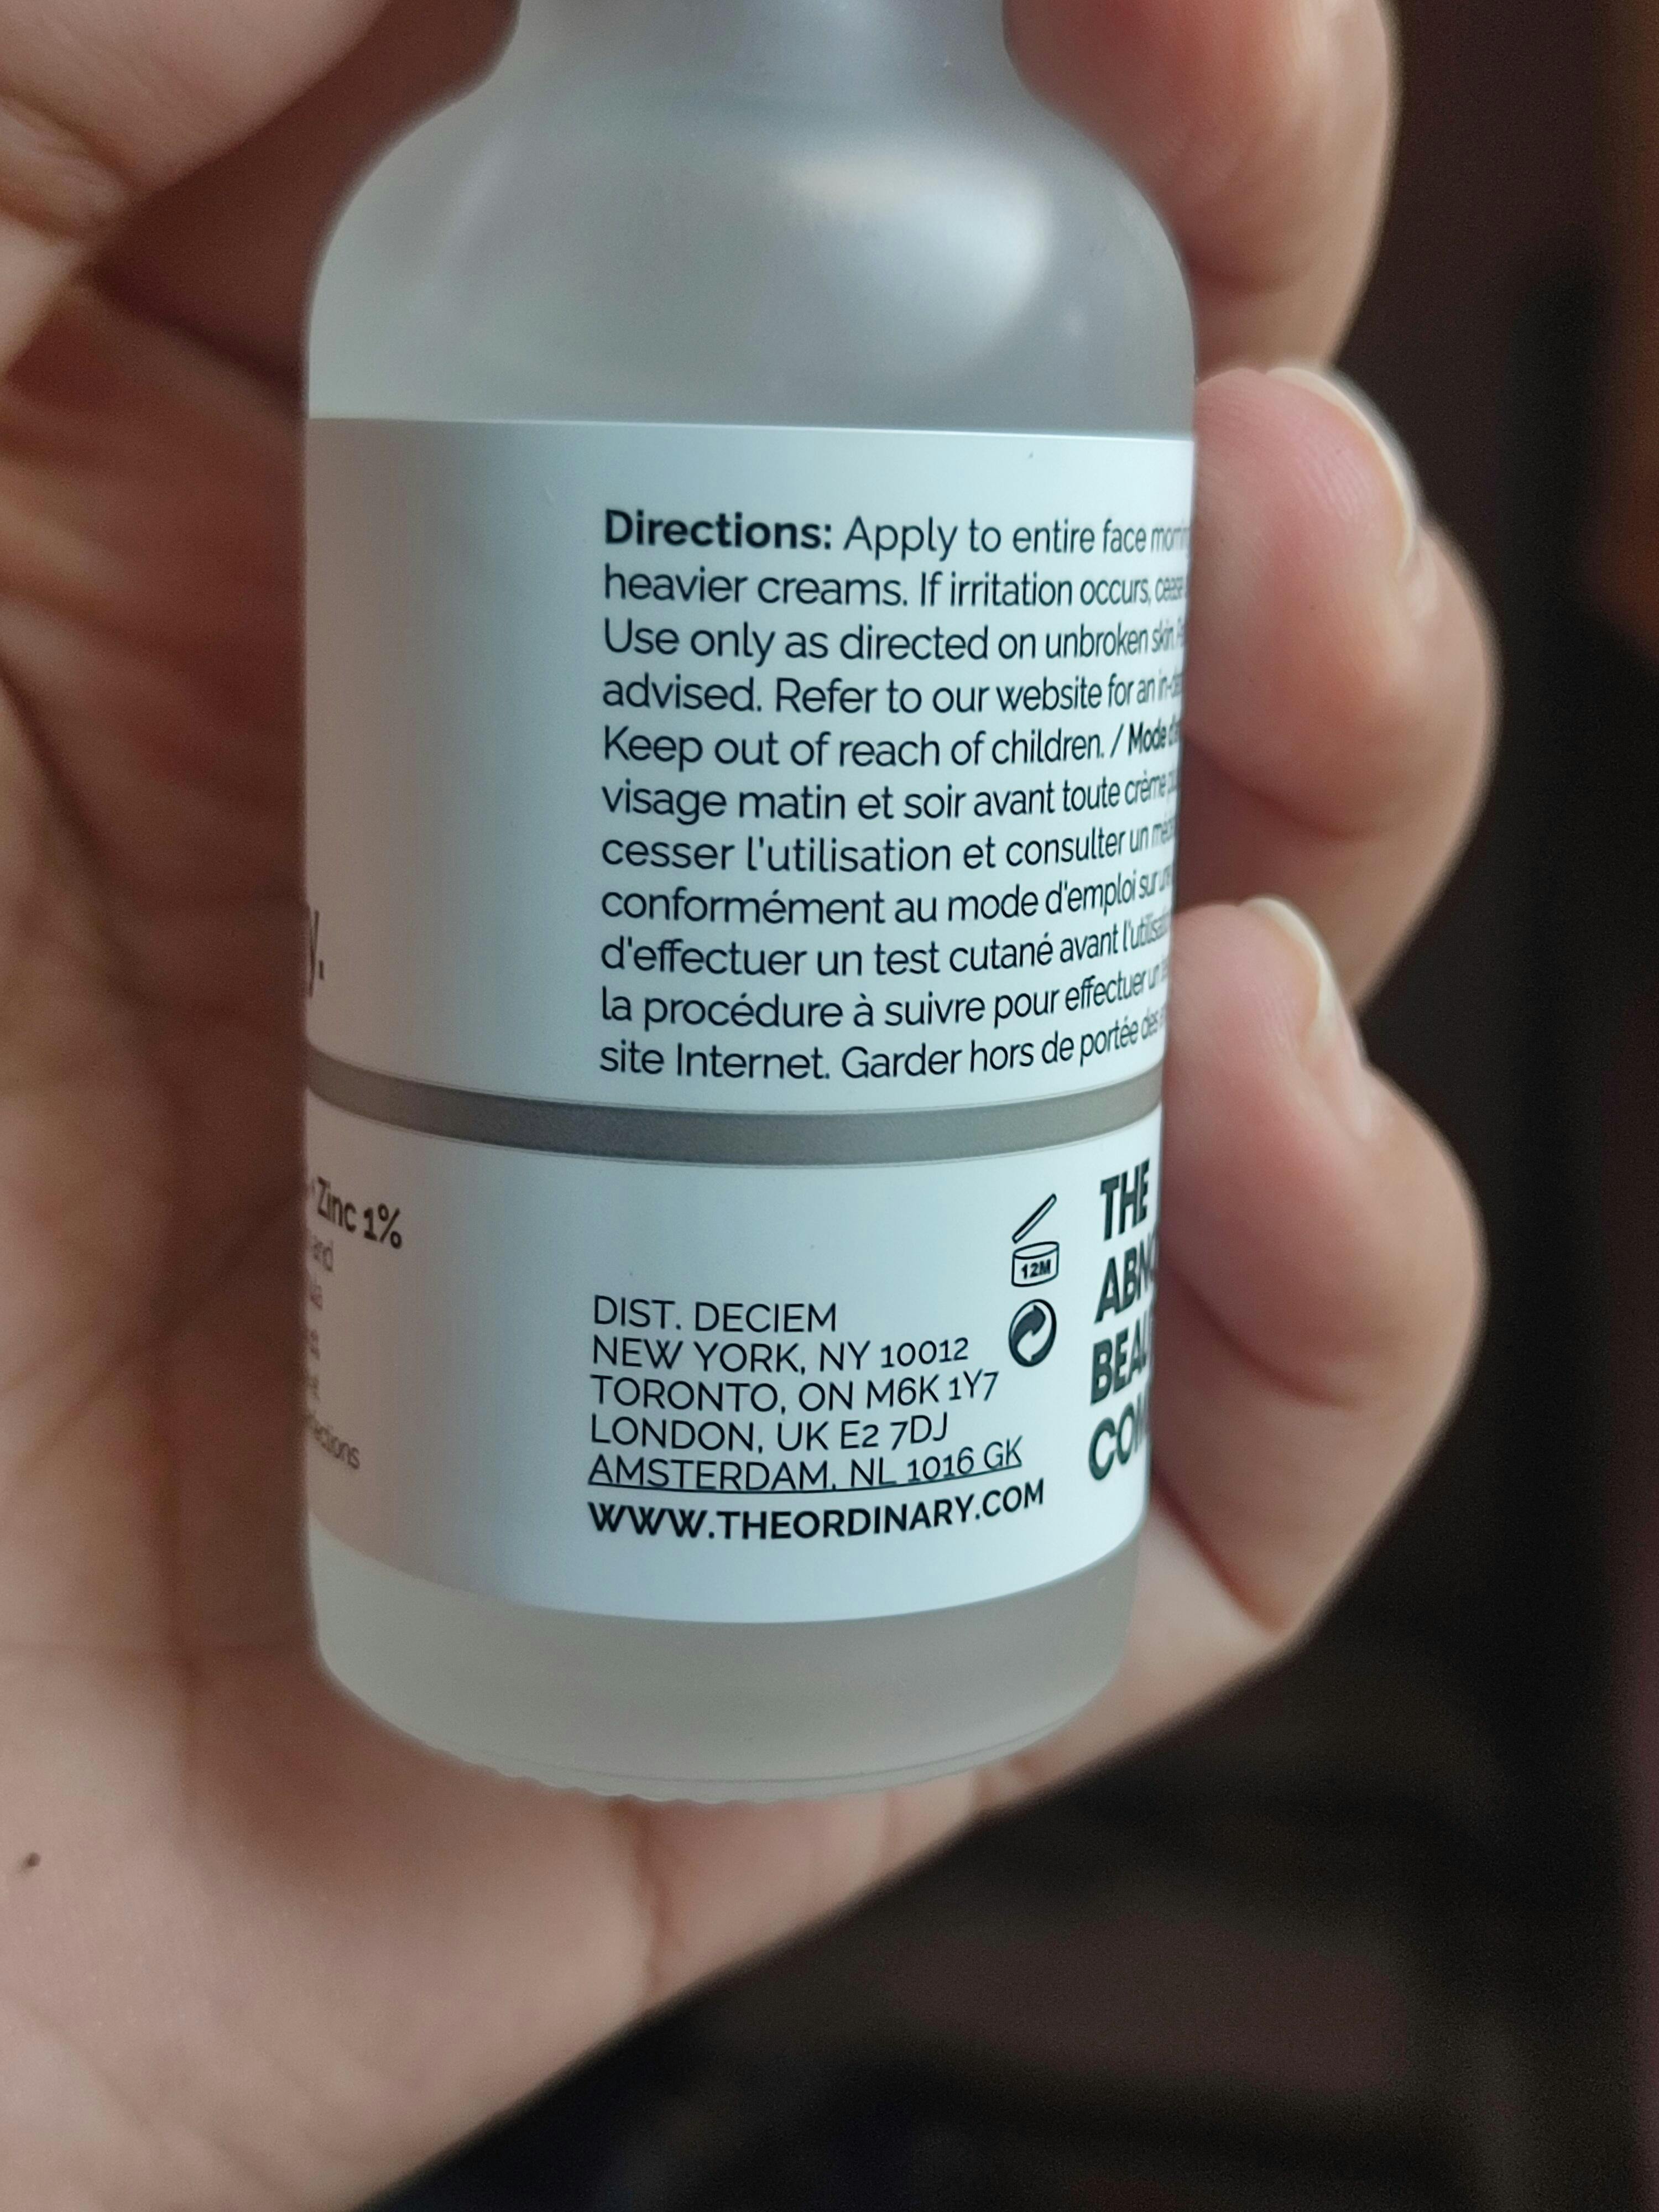 Directions: Apply to entire face
heavier creams. If irritation occurs,
Use only as directed on unbroken skin.
advised. Refer to our website for an
Keep out of reach of children. / Mode
visage matin et soir avant toute crème
cesser l'utilisation et consulter un
conformément au mode d'emploi sur
d'effectuer un test cutané avant
la procédure à suivre pour effectuer
site Internet. Garder hors de portée des
Zinc 1%
and
12M
DIST. DECIEM
NEW YORK, NY 10012
TORONTO, ON M6K 1Y7
LONDON, UK E2 7DJ
AMSTERDAM, NL 1016 GK
WWW.THEORDINARY.COM
THE